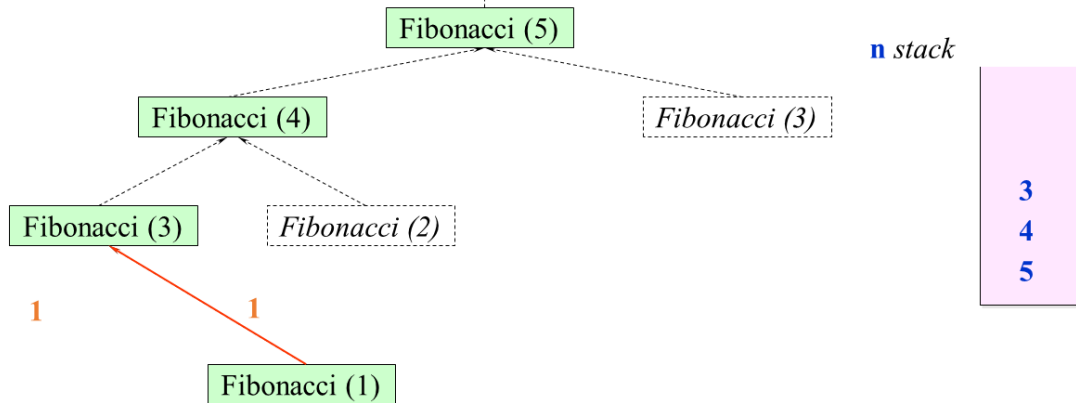 Fibonacci (5)
n stack
Fibonacci (4)
Fibonacci (3)
3
Fibonacci (3)
Fibonacci (2)
4
5
1
1
Fibonacci (1)